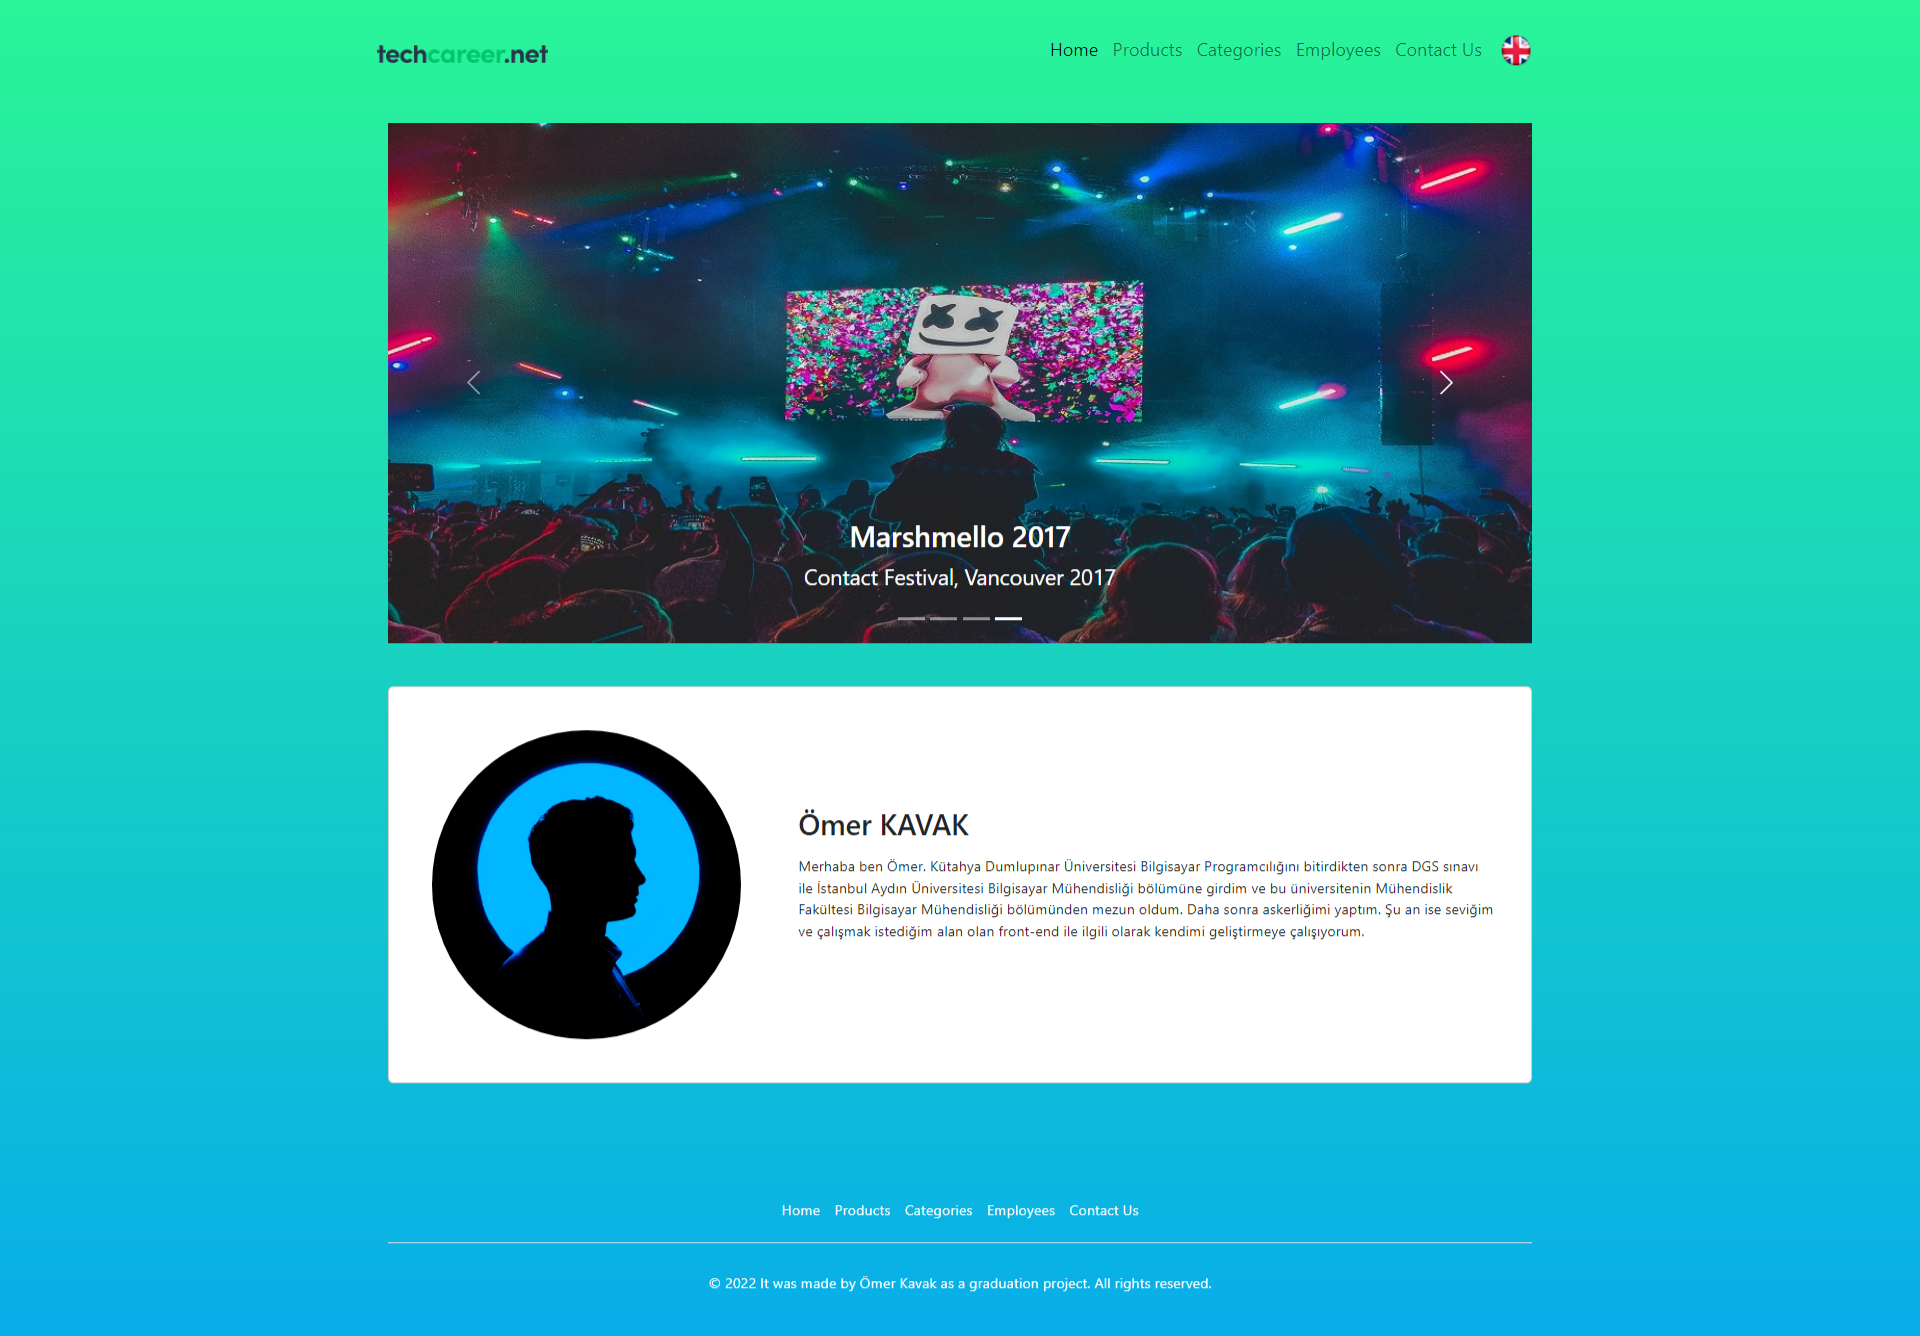 techcareer.net
Home Products Categories Employees Contact Us
Marshmello 2017
Contact Festival, Vancouver 2017
Ömer KAVAK
Merhaba ben Ömer. Kütahya Dumlupınar Üniversitesi Bilgisayar Programcılığını bitirdikten sonra DGS sınavı
ile İstanbul Aydın Üniversitesi Bilgisayar Mühendisliği bölümüne girdim ve bu üniversitenin Mühendislik
Fakültesi Bilgisayar Mühendisliği bölümünden mezun oldum. Daha sonra askerliğimi yaptım. Şu an ise seviğim
ve çalışmak istediğim alan olan front-end ile ilgili olarak kendimi geliştirmeye çalışıyorum.
Home Products Categories Employees Contact Us
© 2022 It was made by Ömer Kavak as a graduation project. All rights reserved.